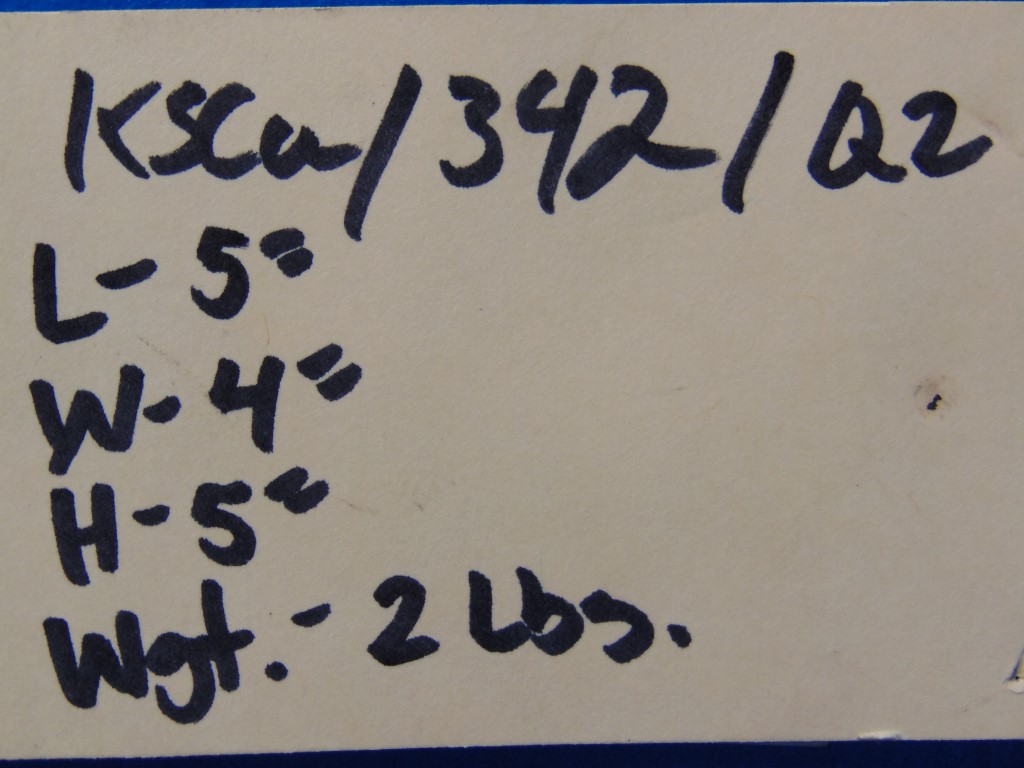 KSCu/342/Q2
L- 5"
W- 4"
H- 5"
Wgt.- 2 Lbs.